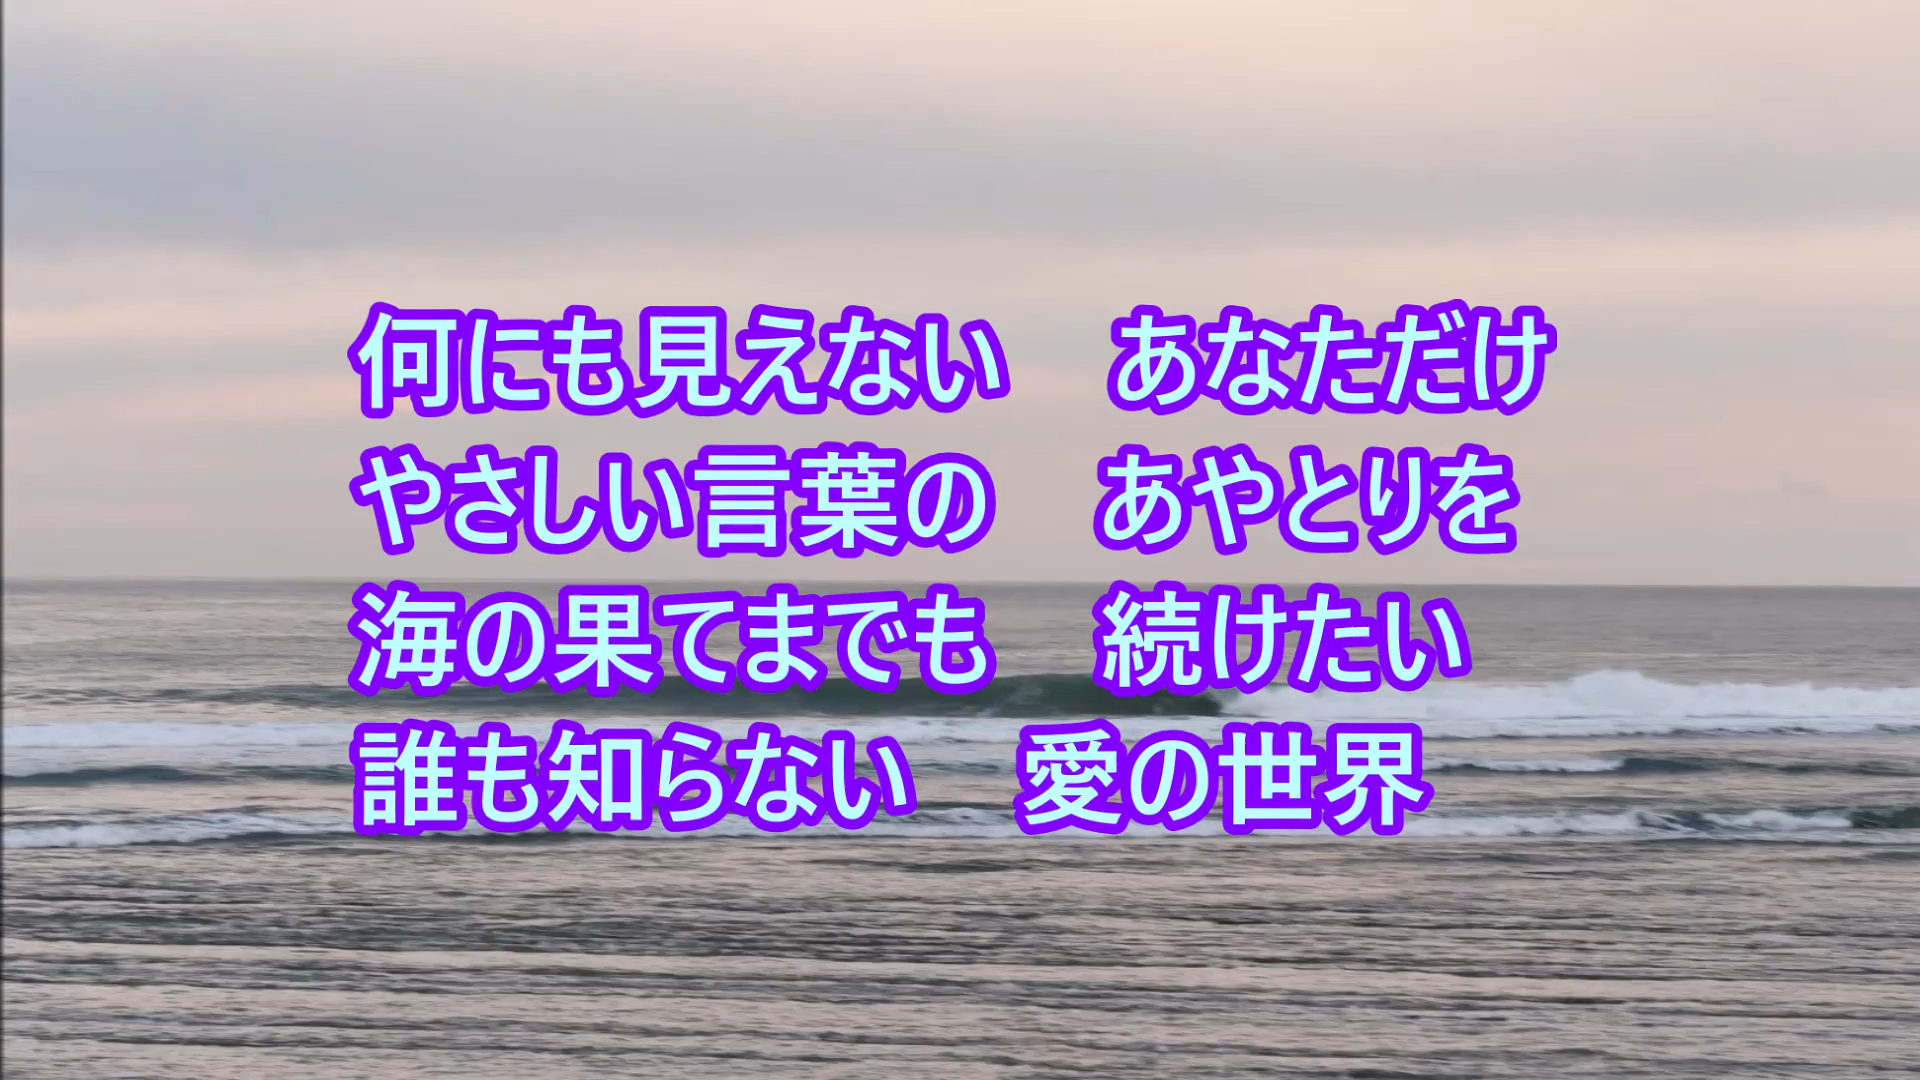 何にも見えない　あなただけ
やさしい言葉の　あやとりを
海の果てまでも　続けたい
誰も知らない　愛の世界